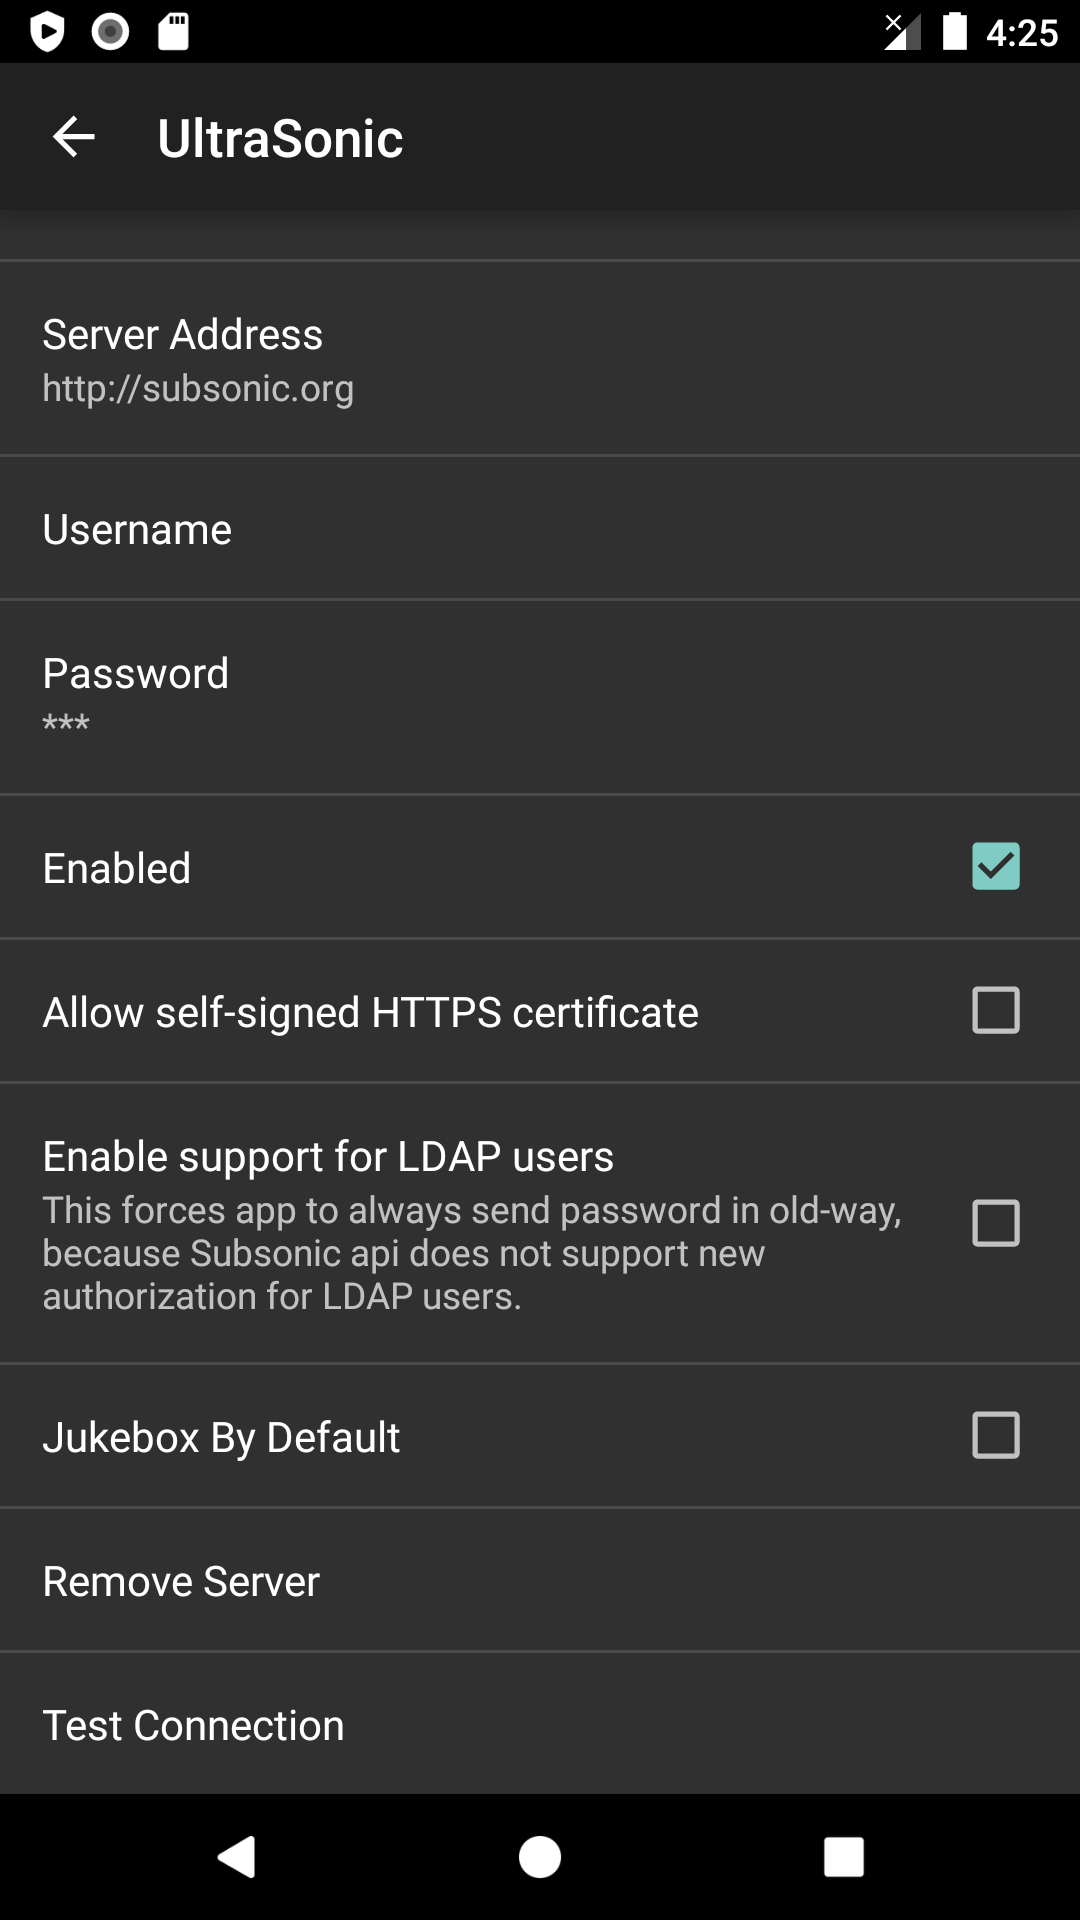 4:25
UltraSonic
Server Address
http://subsonic.org
Username
Password
***
Enabled
Allow self-signed HTTPS certificate
Enable support for LDAP users
This forces app to always send password in old-way,
because Subsonic api does not support new
authorization for LDAP users.
Jukebox By Default
Remove Server
Test Connection